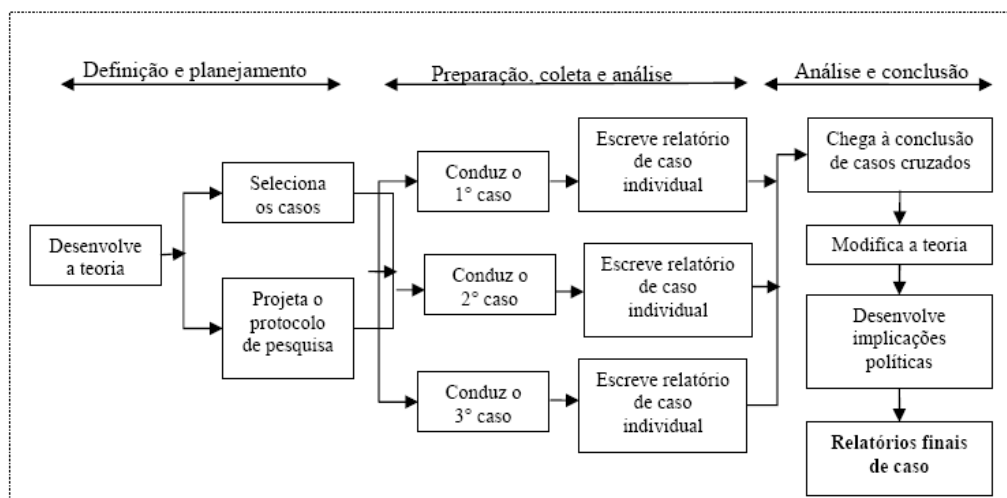 Definição e planejamento
Preparação, coleta e análise
Análise e conclusão
Desenvolve
a teoria
Seleciona
os casos
Projeta o
protocolo
de pesquisa
Conduz o
1° caso
Escreve relatório
de caso
individual
Conduz o
2° caso
Escreve relatório
de caso
individual
Conduz o
3° caso
Escreve relatório
de caso
individual
Chega à conclusão
de casos cruzados
Modifica a teoria
Desenvolve
implicações
políticas
Relatórios finais
de caso